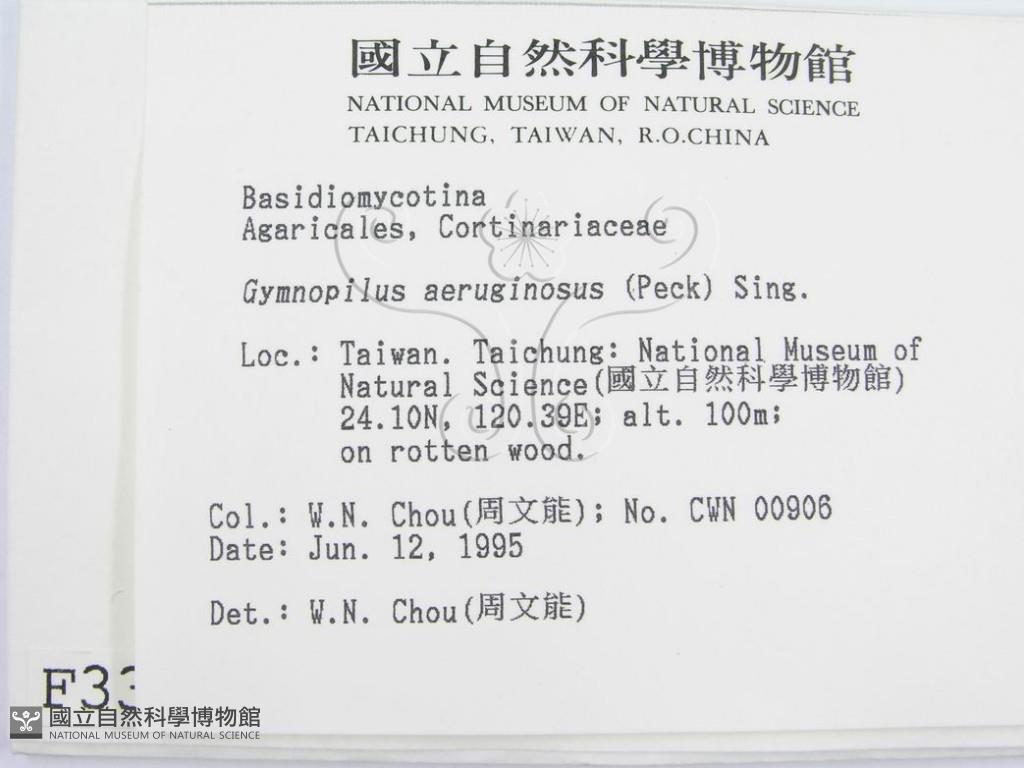 國立自然科學博物館
NATIONAL MUSEUM OF NATURAL SCIENCE
TAICHUNG, TAIWAN, R.O.CHINA
Basidiomycotina
Agaricales, Cortinariaceae
Gymnopilus aeruginosus (Peck) Sing.
Loc.: Taiwan. Taichung: National Museum of
Natural Science(國立自然科學博物館)
24.10N, 120.39E; alt. 100m;
on rotten wood.
Col.: W.N. Chou(周文能); No. CWN 00906
Date: Jun. 12, 1995
Det.: W.N. Chou(周文能)
F33
國立自然科學博物館
NATIONAL MUSEUM OF NATURAL SCIENCE